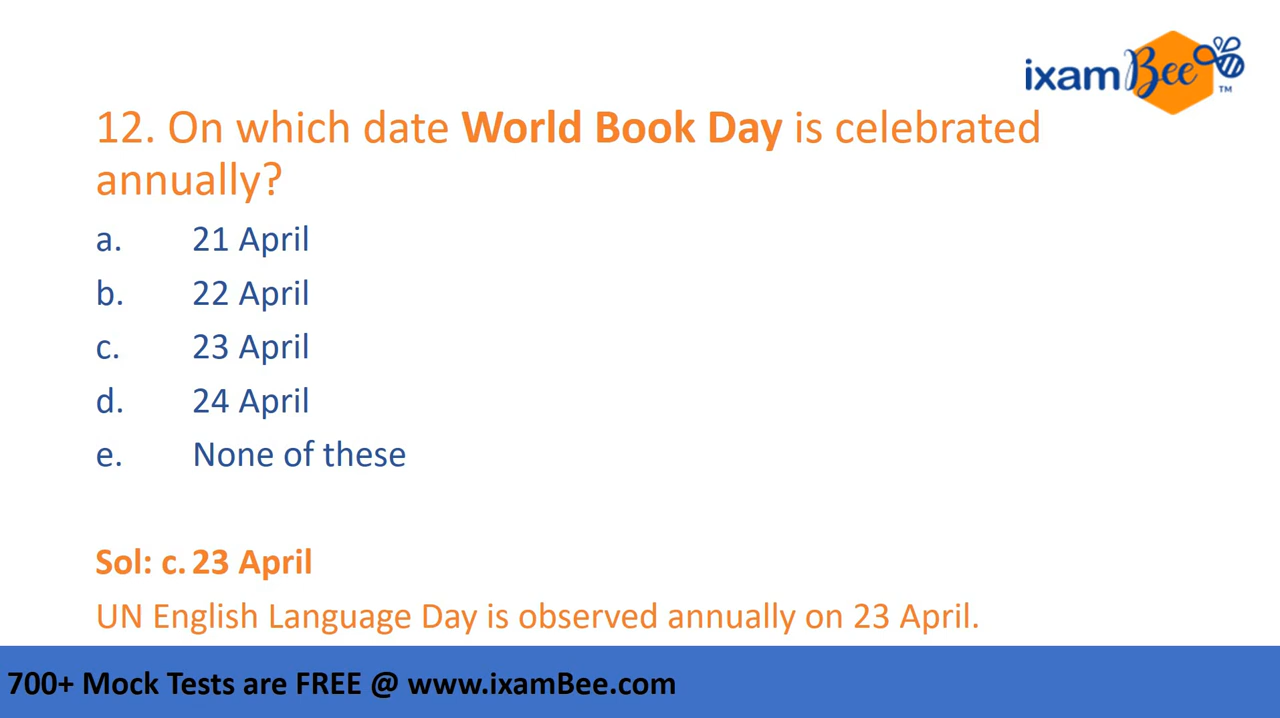 ixamBee TM
12. On which date World Book Day is celebrated
annually?
a. 21 April
b. 22 April
c. 23 April
d. 24 April
e. None of these
Sol: c. 23 April
UN English Language Day is observed annually on 23 April.
700+ Mock Tests are FREE @ www.ixamBee.com